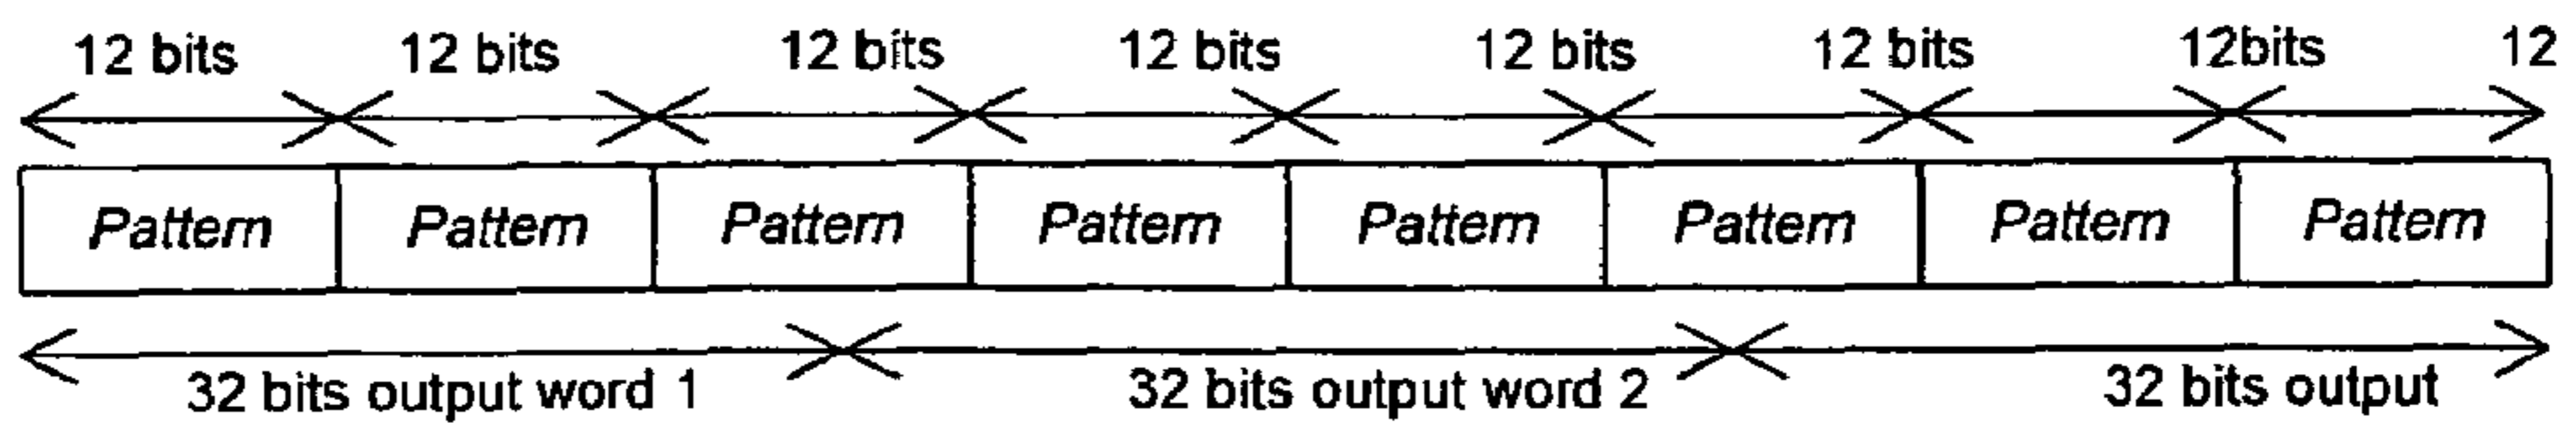 12 bits 12 bits 12 bits 12 bits 12 bits 12 bits 12bits 12
Pattern Pattern Pattern Pattern Pattern Pattern Pattern Pattern
32 bits output word 1 32 bits output word 2 32 bits output